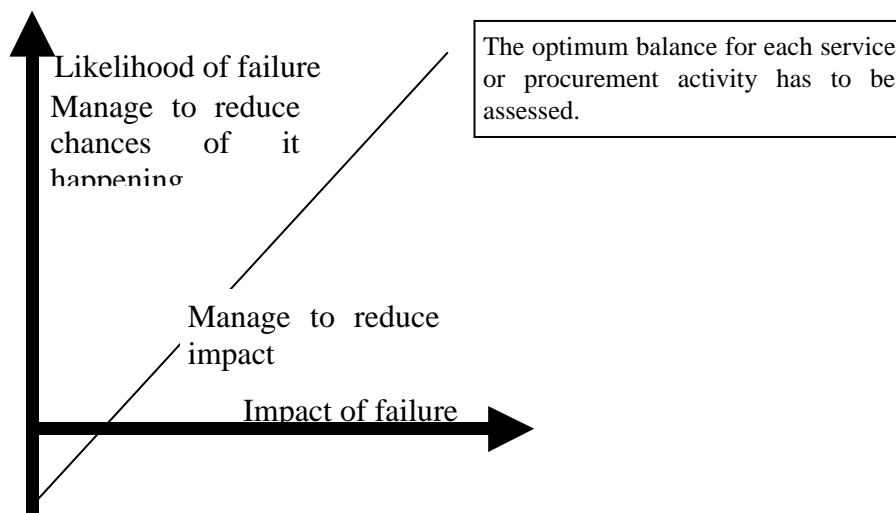 Likelihood of failure
Manage to reduce
chances of it
happening
The optimum balance for each service
or procurement activity has to be
assessed.
Manage to reduce
impact
Impact of failure